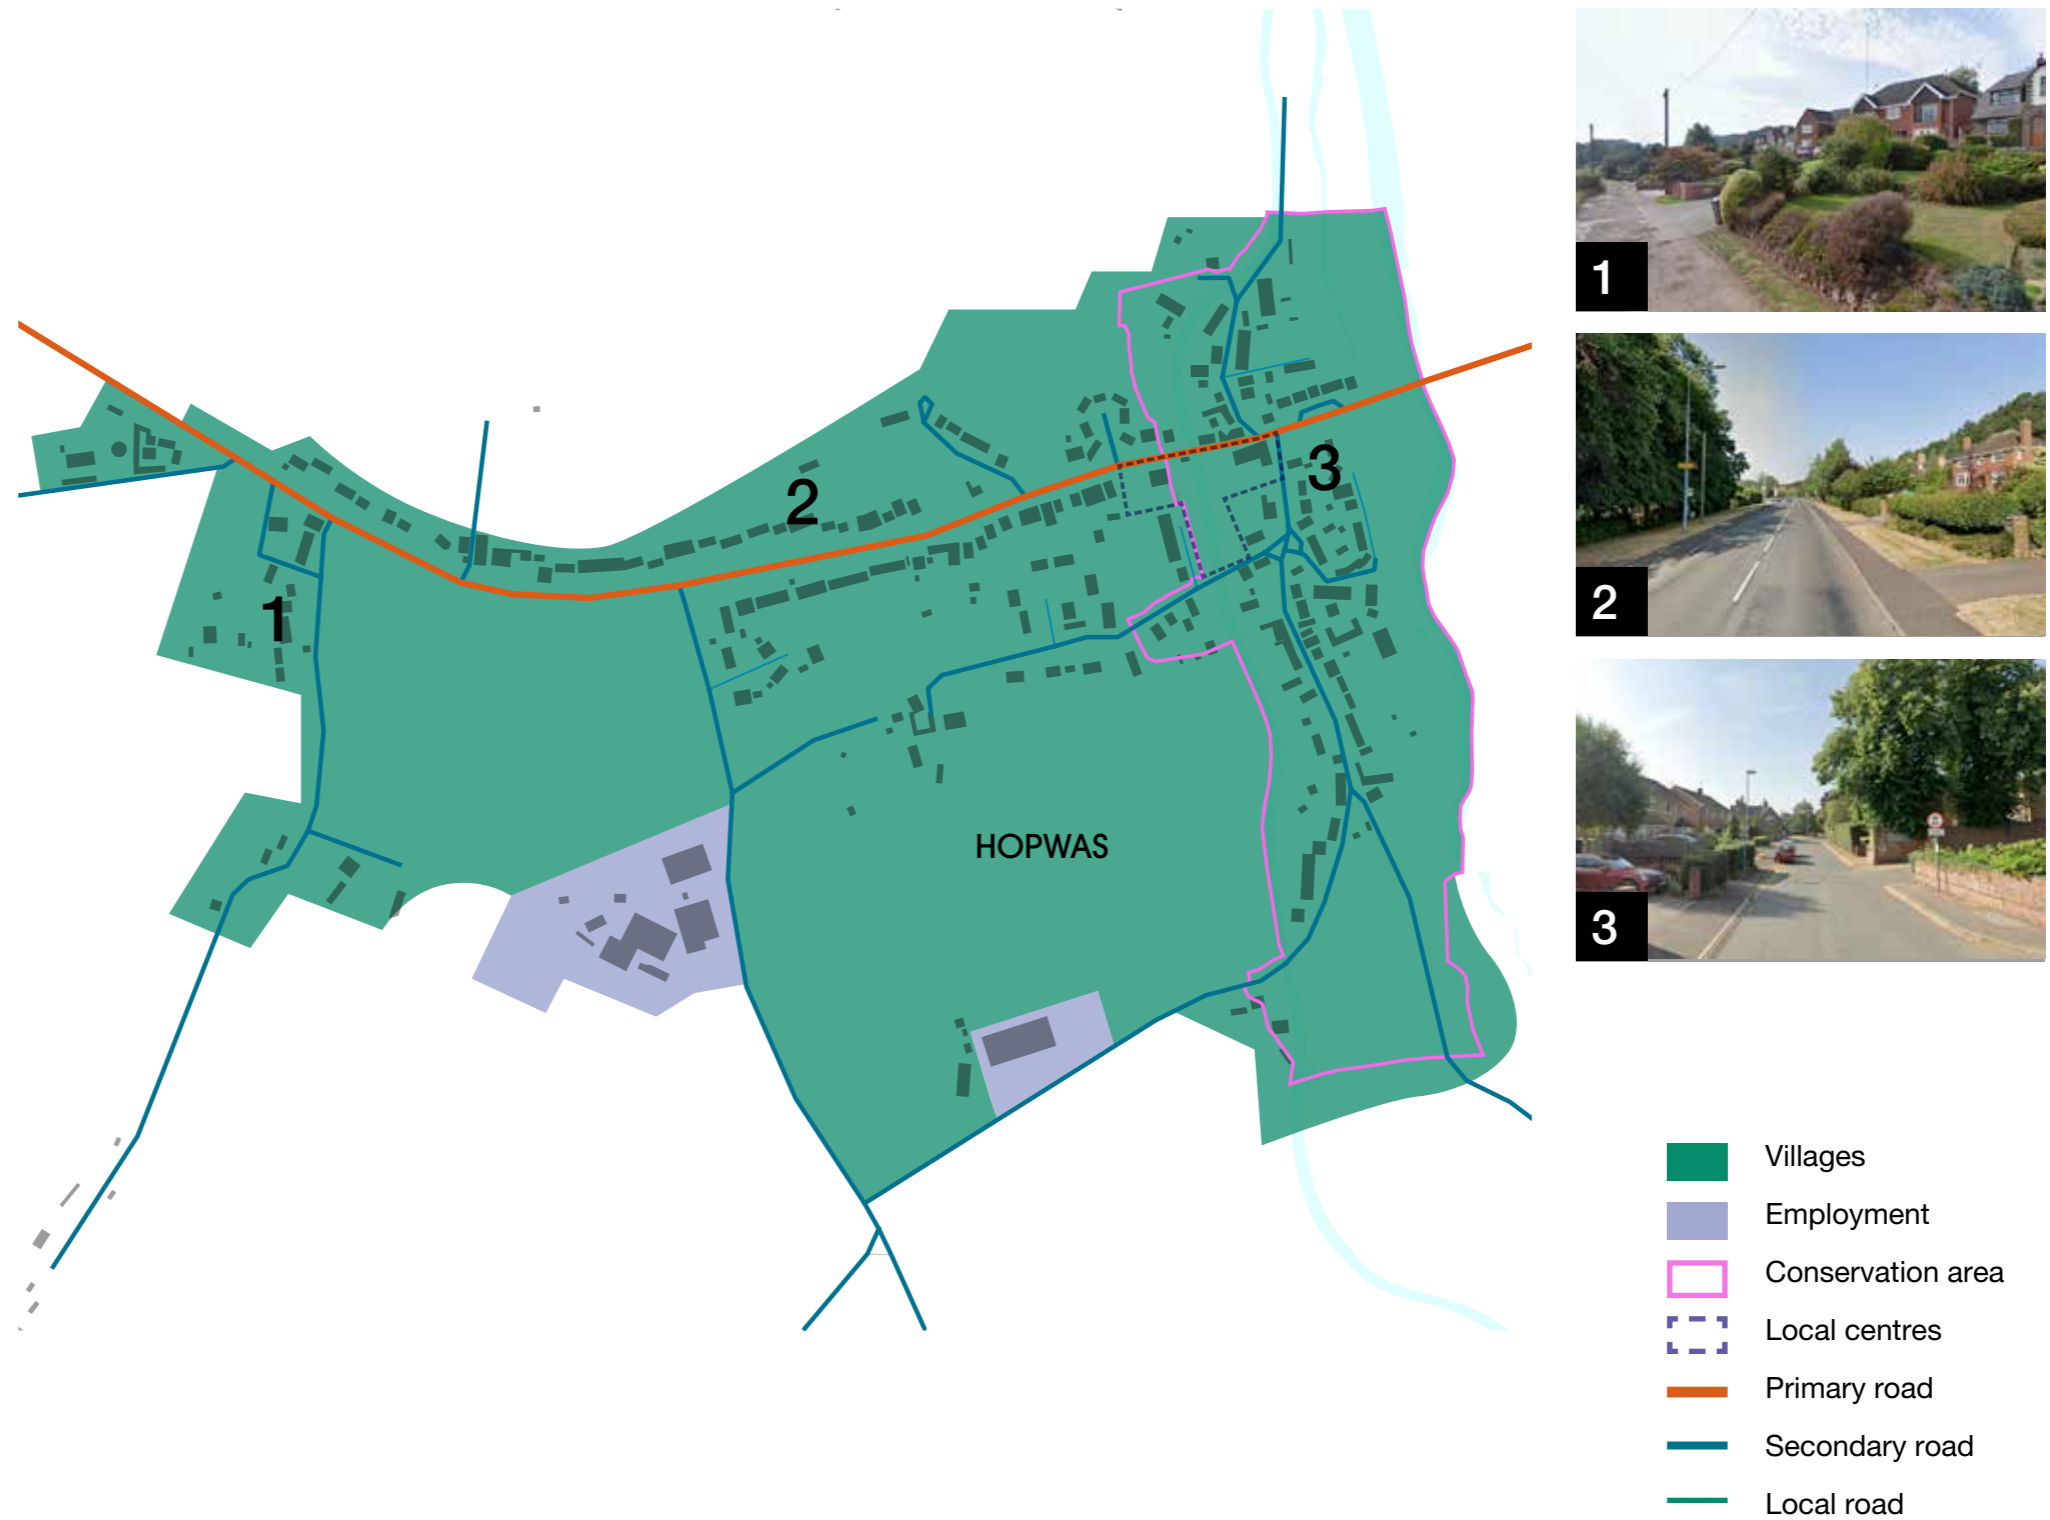 1
2
3
HOPWAS
1
2
3
Villages
Employment
Conservation area
Local centres
Primary road
Secondary road
Local road